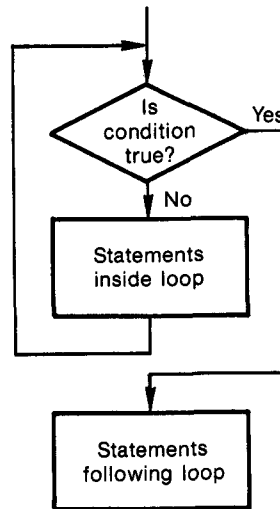 Is
condition
true?
Yes
No
Statements
inside loop
Statements
following loop